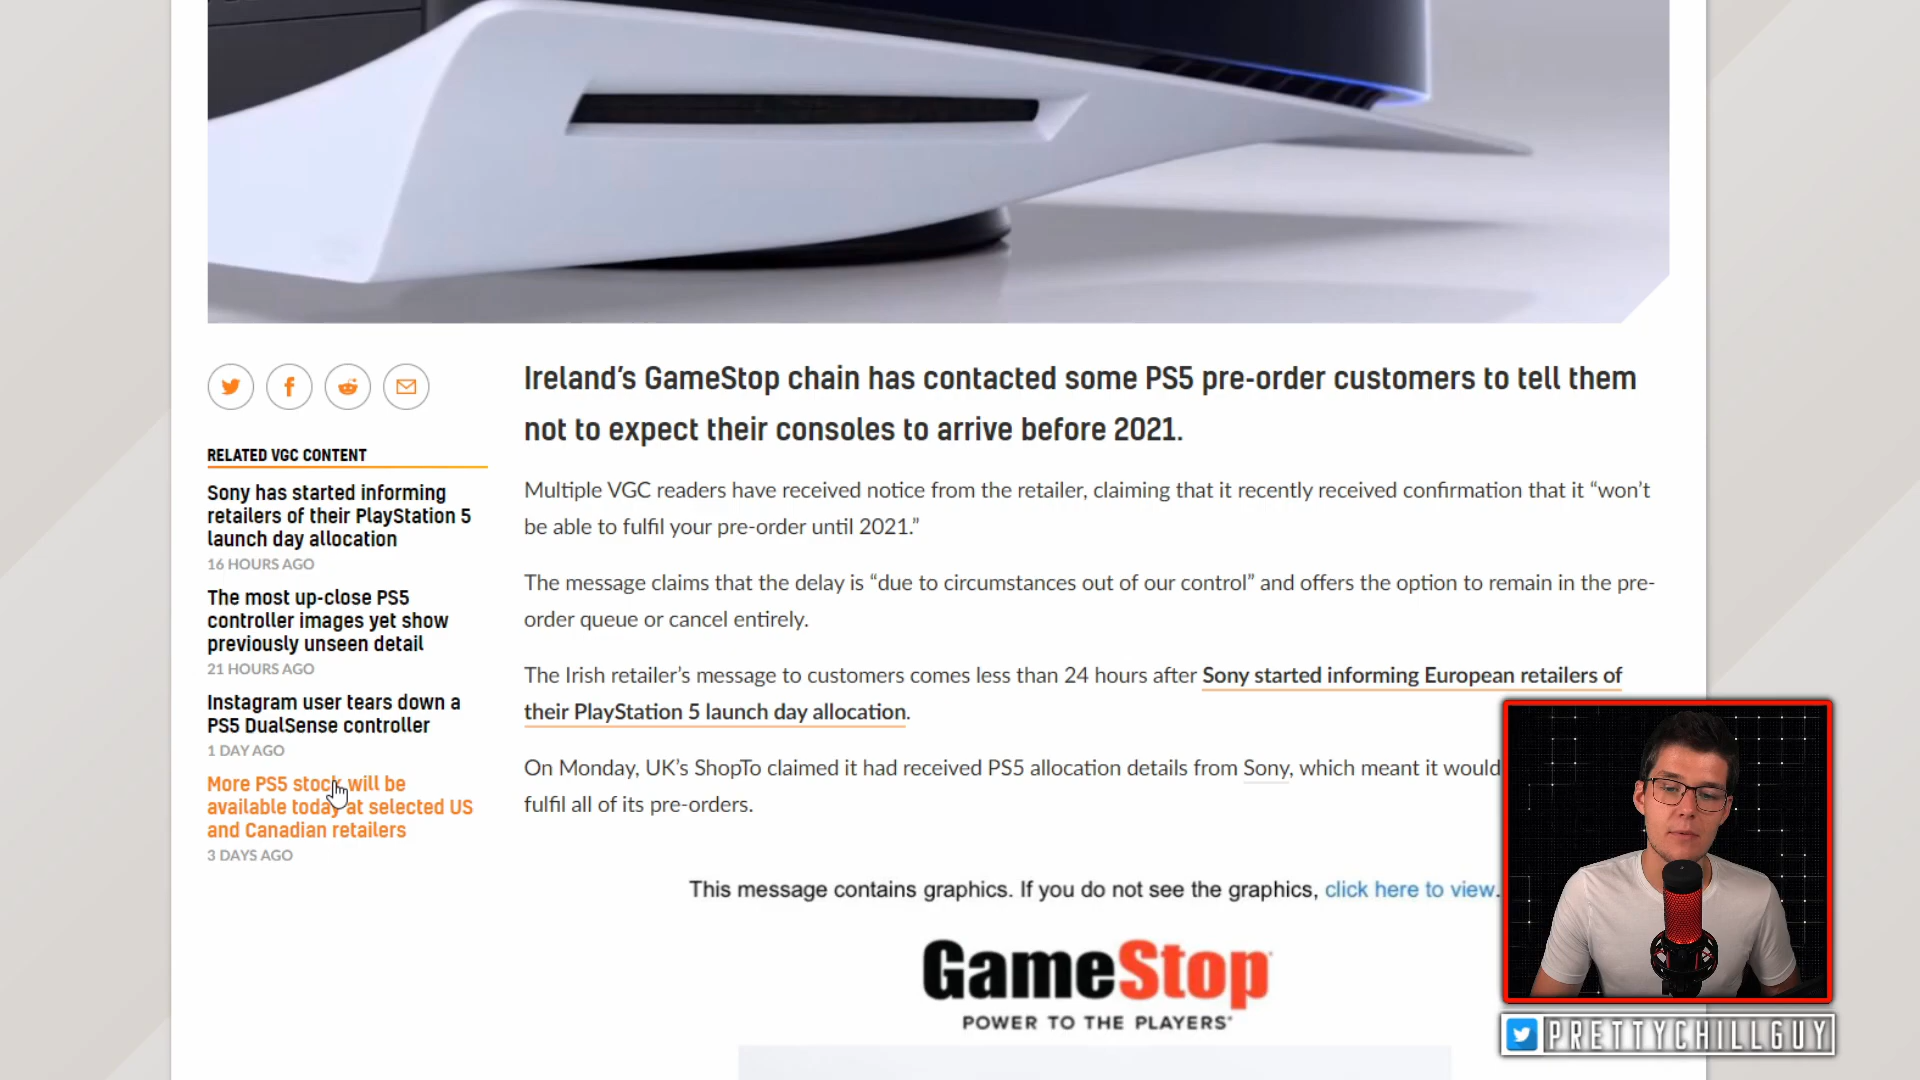 Ireland's GameStop chain has contacted some PS5 pre-order customers to tell them
not to expect their consoles to arrive before 2021.
RELATED VGC CONTENT
Sony has started informing
retailers of their PlayStation 5
launch day allocation
16 HOURS AGO
The most up-close PS5
controller images yet show
previously unseen detail
21 HOURS AGO
Instagram user tears down a
PS5 DualSense controller
1 DAY AGO
More PS5 stock will be
available today at selected US
and Canadian retailers
3 DAYS AGO
Multiple VGC readers have received notice from the retailer, claiming that it recently received confirmation that it “won't
be able to fulfil your pre-order until 2021.”
The message claims that the delay is “due to circumstances out of our control” and offers the option to remain in the pre-
order queue or cancel entirely.
The Irish retailer's message to customers comes less than 24 hours after Sony started informing European retailers of
their PlayStation 5 launch day allocation.
On Monday, UK's ShopTo claimed it had received PS5 allocation details from Sony, which meant it would
fulfil all of its pre-orders.
This message contains graphics. If you do not see the graphics, click here to view.
GameStop
POWER TO THE PLAYERS
PRETTYCHILLGUY